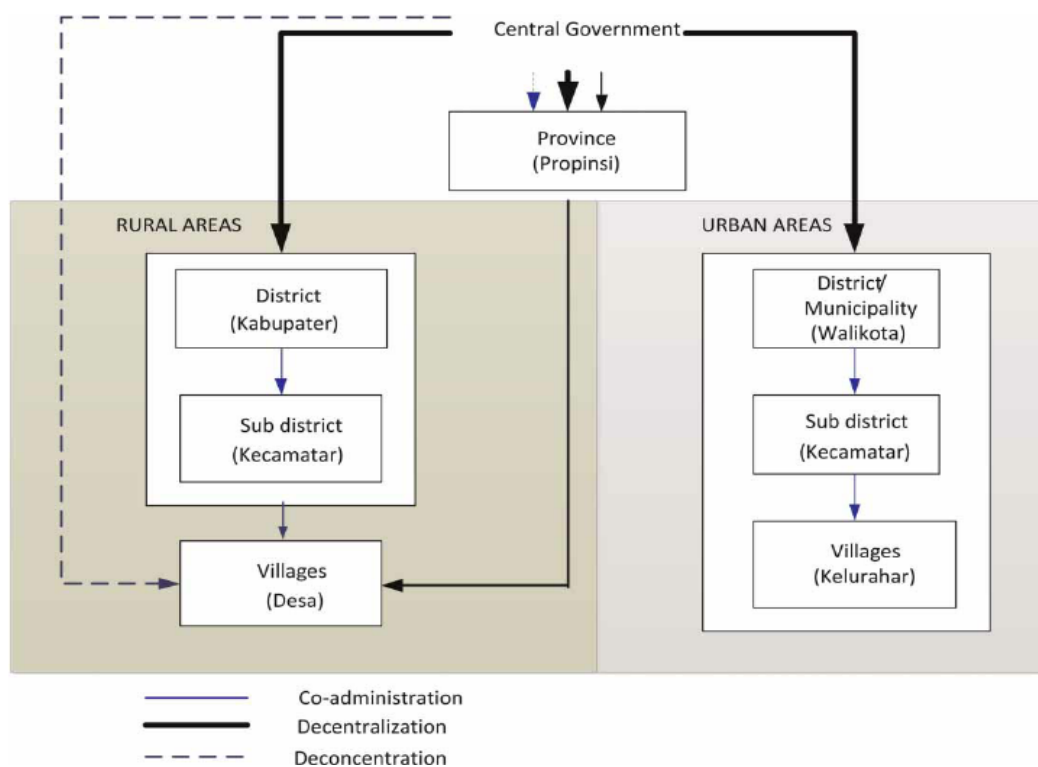 Central Government
Province
(Propinsi)
RURAL AREAS
District
(Kabupater)
Sub district
(Kecamatar)
Villages
(Desa)
URBAN AREAS
District/
Municipality
(Walikota)
Sub district
(Kecamatar)
Villages
(Kelurahar)
Co-administration
Decentralization
Deconcentration